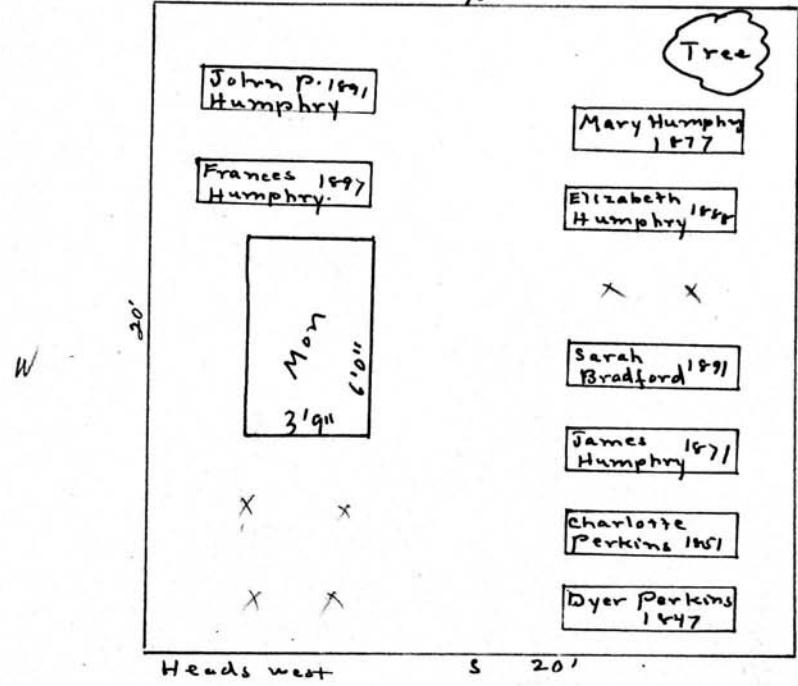 Tree
John P. 1891
Humphry
Mary Humphry
1877
Frances 1897
Humphry.
Elizabeth
Humphry 1888
X X
20'
W
Mon
6'0"
3'9"
Sarah
Bradford 1891
James
Humphry 1871
X X
Charlotte
Perkins 1851
X X
Dyer Perkins
1847
Heads west S 20'